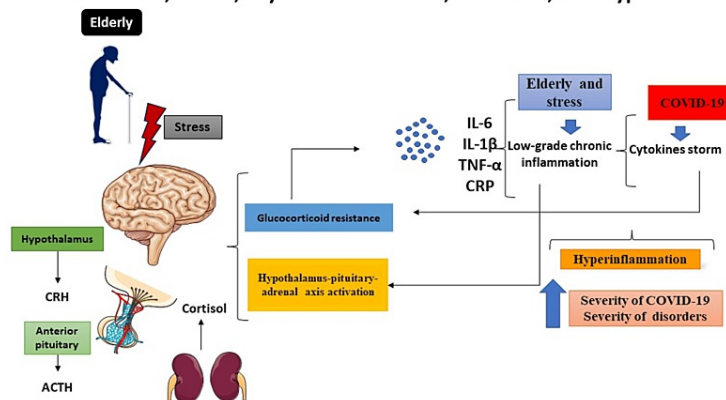 Elderly
Stress
Hypothalamus
CRH
Anterior
pituitary
ACTH
Cortisol
Glucocorticoid resistance
Hypothalamus-pituitary-
adrenal axis activation
IL-6
IL-1β
TNF-α
CRP
Elderly and
stress
Low-grade chronic
inflammation
COVID-19
Cytokines storm
Hyperinflammation
Severity of COVID-19
Severity of disorders